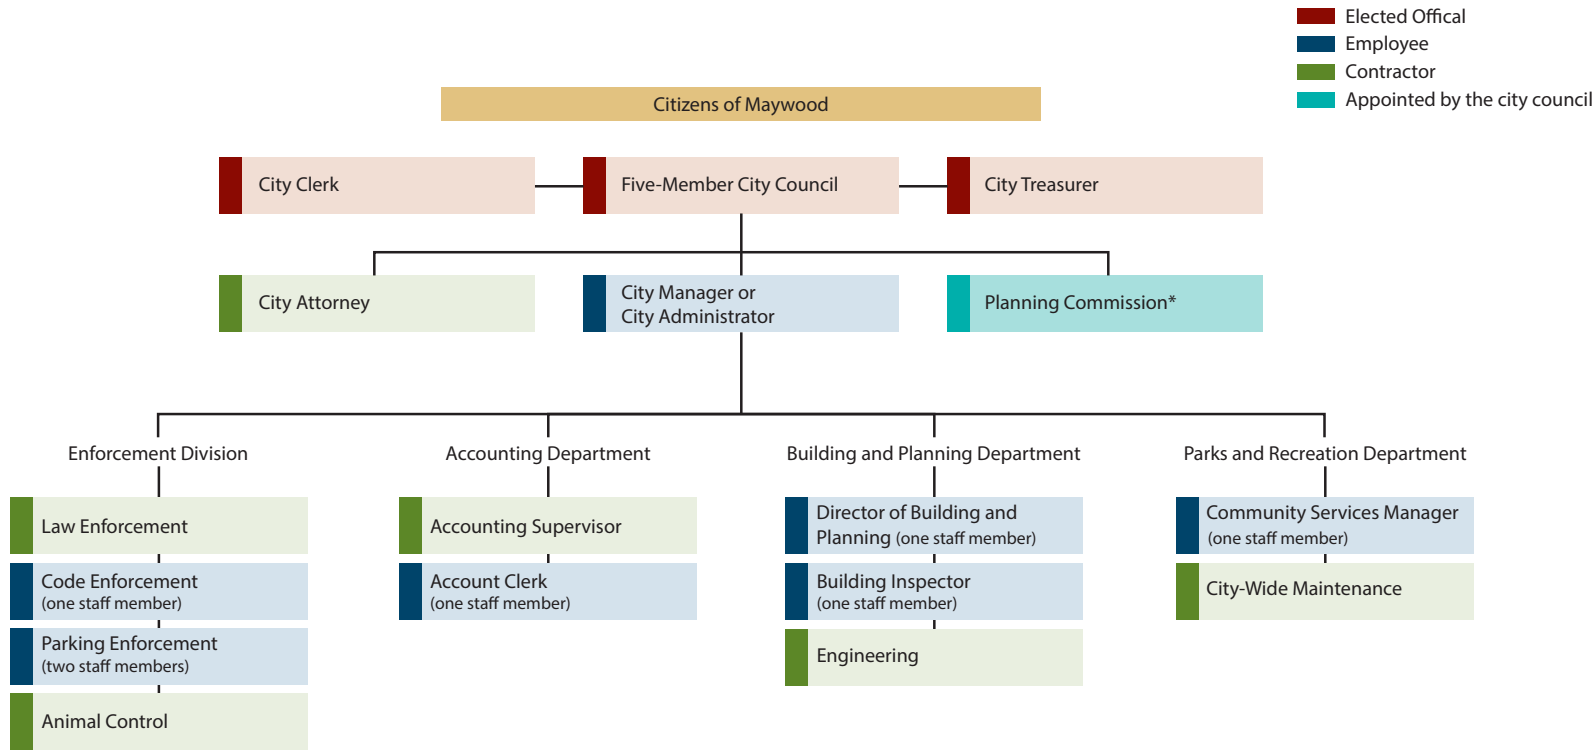 Elected Offical
Employee
Contractor
Appointed by the city council
Citizens of Maywood
City Clerk
Five-Member City Council
City Treasurer
City Attorney
City Manager or
City Administrator
Planning Commission*
Enforcement Division
Accounting Department
Building and Planning Department
Parks and Recreation Department
Law Enforcement
Code Enforcement
(one staff member)
Parking Enforcement
(two staff members)
Animal Control
Accounting Supervisor
Account Clerk
(one staff member)
Director of Building and
Planning (one staff member)
Building Inspector
(one staff member)
Engineering
Community Services Manager
(one staff member)
City-Wide Maintenance